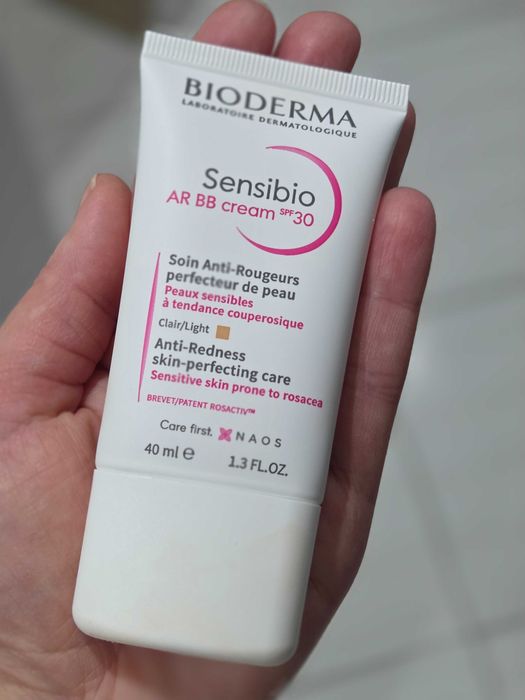 BIODERMA
LABORATOIRE DERMATOLOGIQUE
Sensibio
AR BB cream SPF30
Soin Anti-Rougeurs
perfecteur de peau
Peaux sensibles
à tendance couperosique
Clair/Light
Anti-Redness
skin-perfecting care
Sensitive skin prone to rosacea
BREVET/PATENT ROSACTIV™
Care first. NAOS
40 ml ℮ 1.3 FL.OZ.